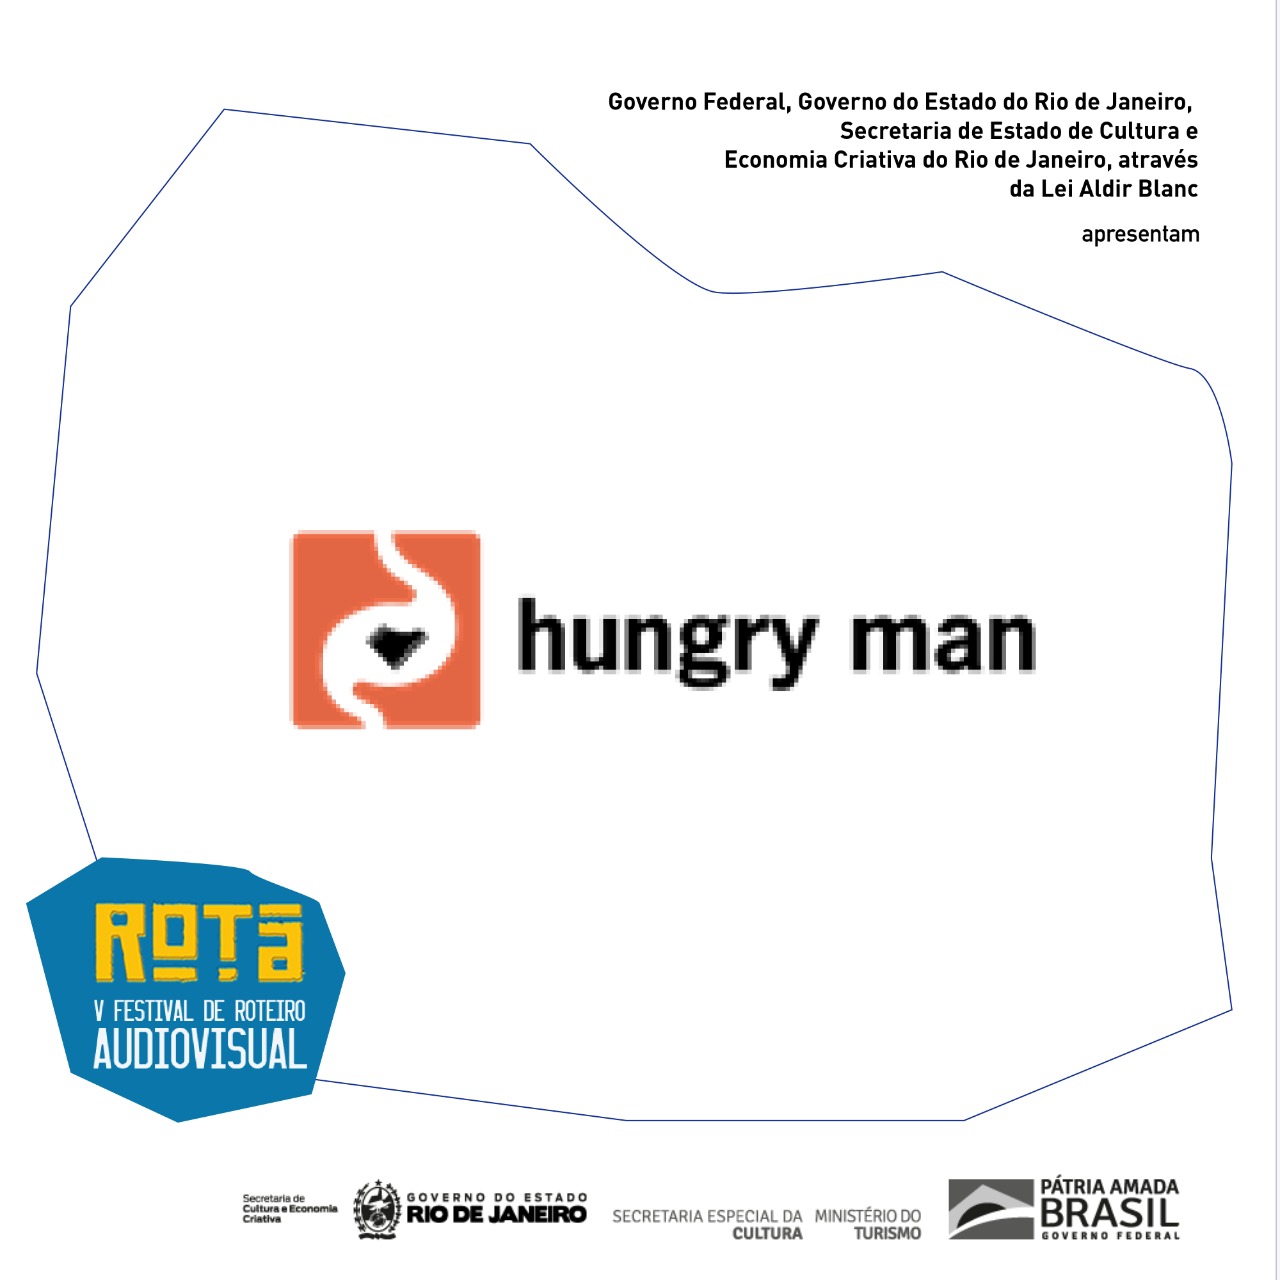 Governo Federal, Governo do Estado do Rio de Janeiro,
Secretaria de Estado de Cultura e
Economia Criativa do Rio de Janeiro, através
da Lei Aldir Blanc
apresentam
hungry man
ROTA
V FESTIVAL DE ROTEIRO
AUDIOVISUAL
Secretaria de
Cultura e Economia
Criativa
GOVERNO DO ESTADO
RIO DE JANEIRO
SECRETARIA ESPECIAL DA
CULTURA
MINISTÉRIO DO
TURISMO
PÁTRIA AMADA
BRASIL
GOVERNO FEDERAL